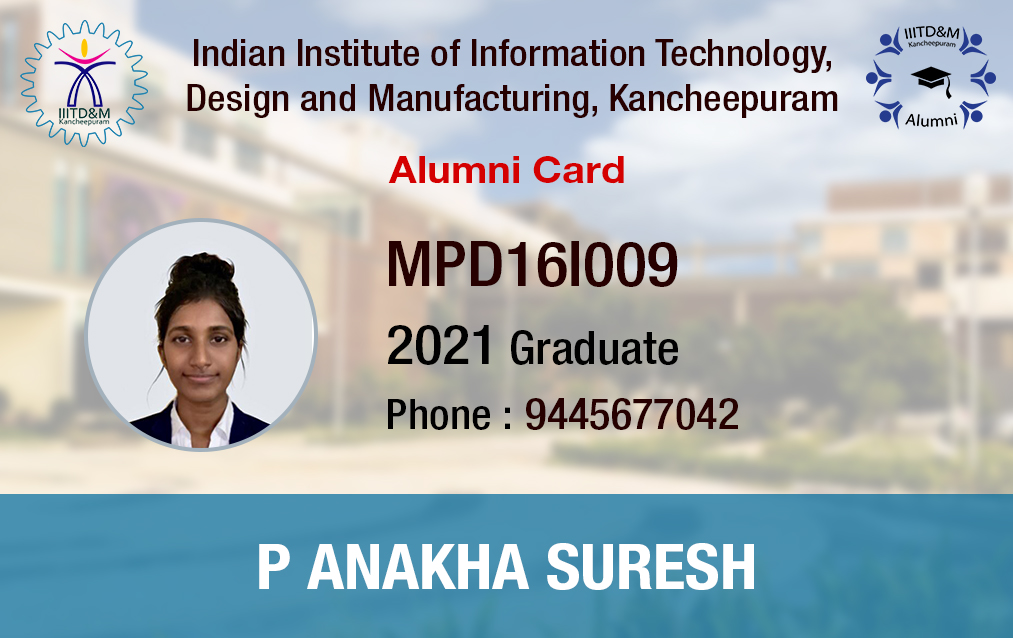 Indian Institute of Information Technology,
Design and Manufacturing, Kancheepuram
IIITD&M
Kancheepuram
IIITD&M
Kancheepuram
Alumni
Alumni Card
MPD16I009
2021 Graduate
Phone : 9445677042
P ANAKHA SURESH